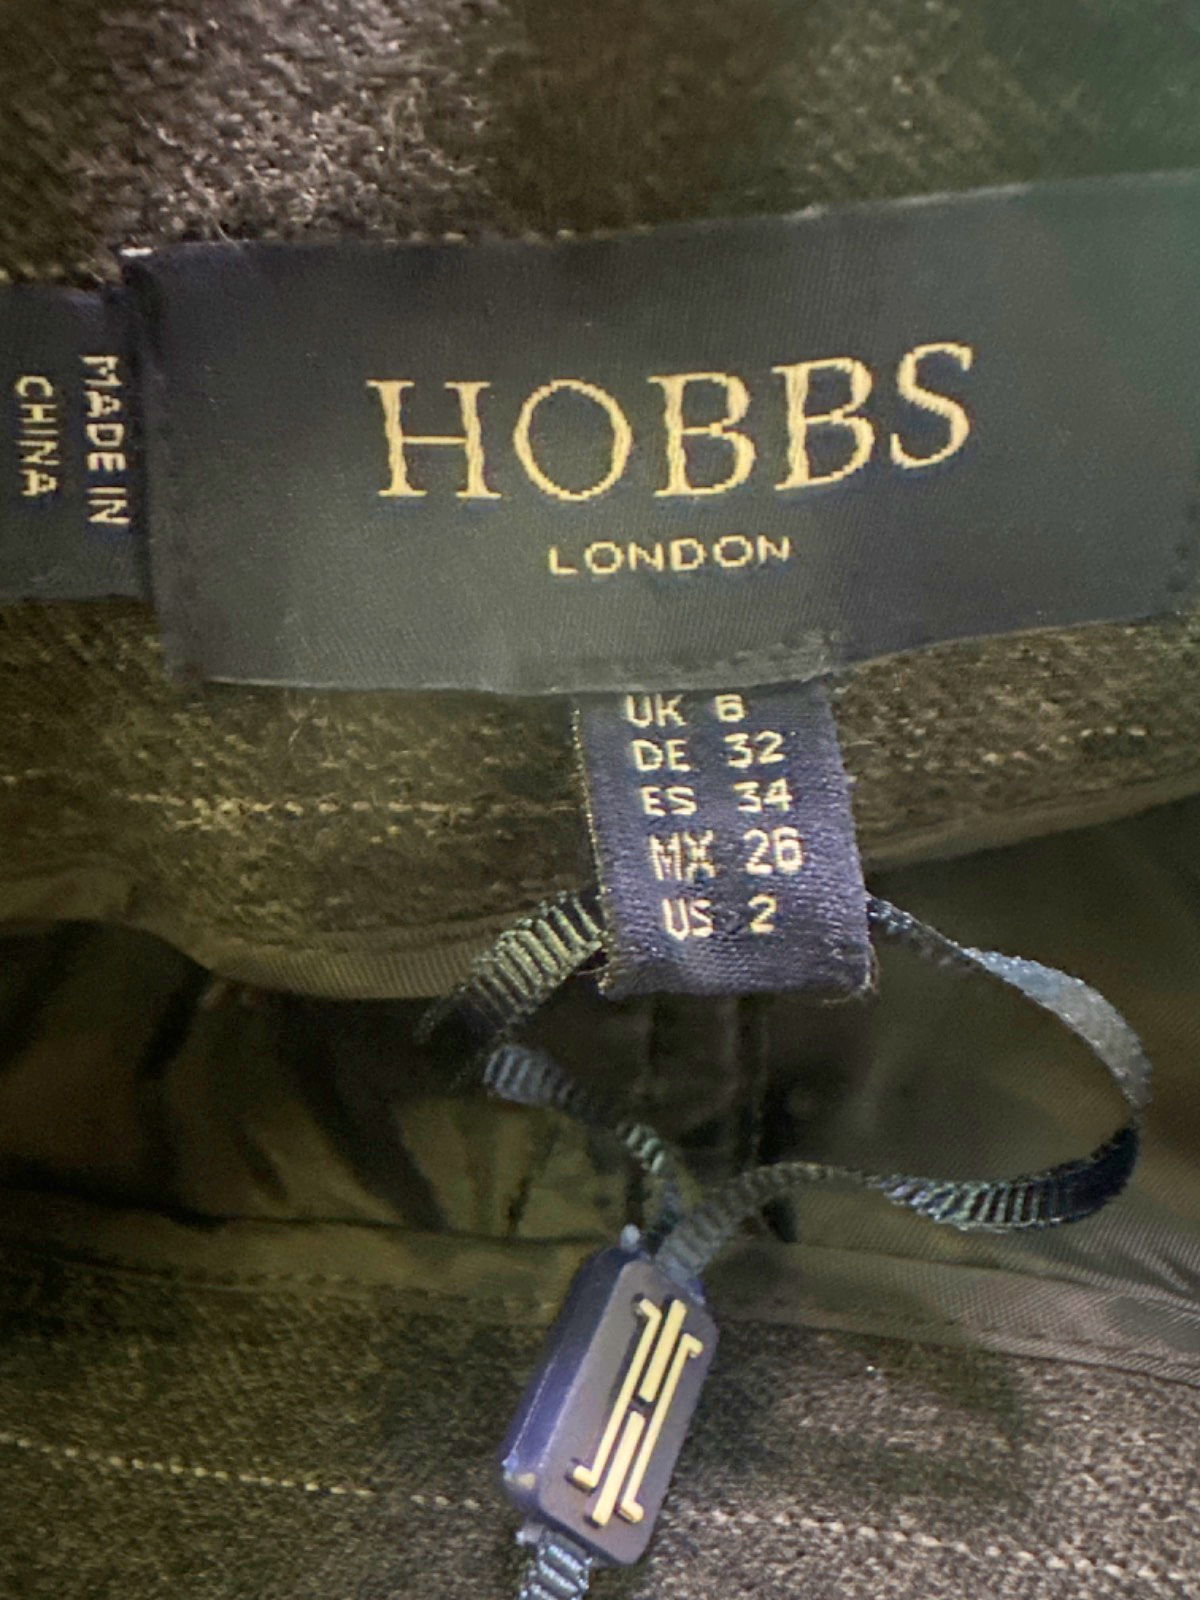 MADE IN
CHINA
HOBBS
LONDON
UK 6
DE 32
ES 34
MX 26
US 2